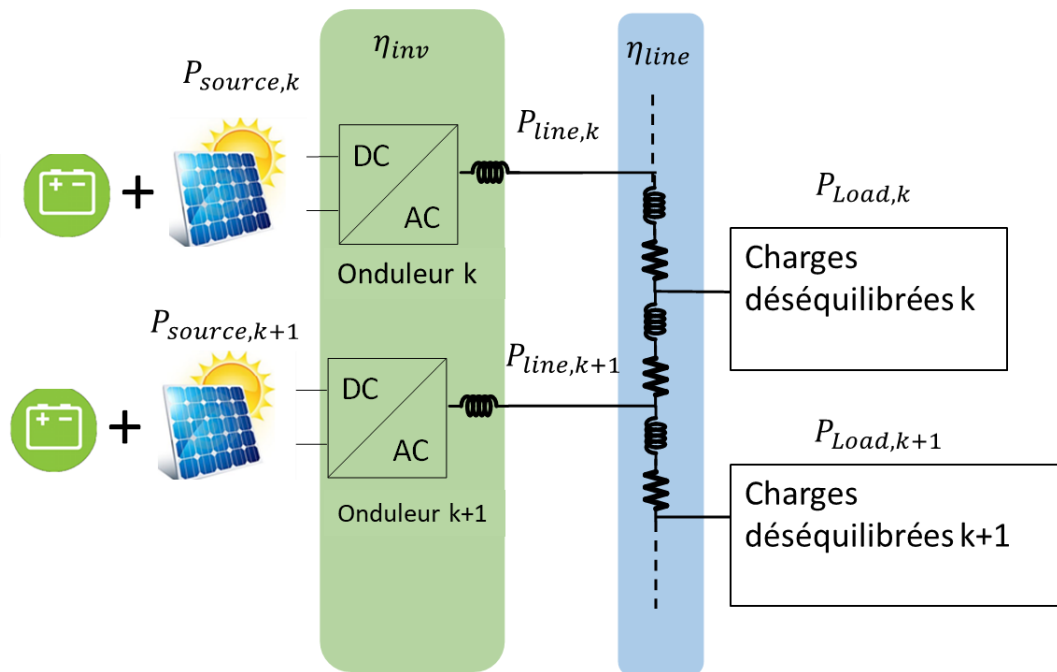 η_inv
η_line
P_source,k
P_line,k
DC
AC
Onduleur k
P_Load,k
Charges
déséquilibrées k
P_source,k+1
P_line,k+1
DC
AC
Onduleur k+1
P_Load,k+1
Charges
déséquilibrées k+1